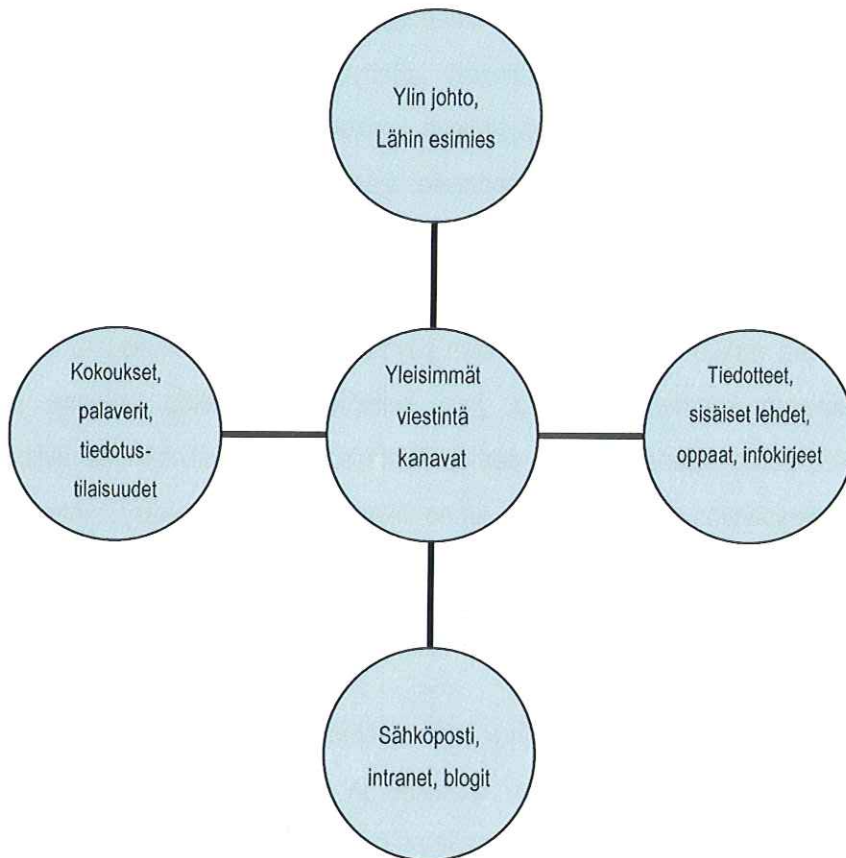 Ylin johto,
Lähin esimies
Kokoukset,
palaverit,
tiedotus-
tilaisuudet
Yleisimmät
viestintä
kanavat
Tiedotteet,
sisäiset lehdet,
oppaat, infokirjeet
Sähköposti,
intranet, blogit